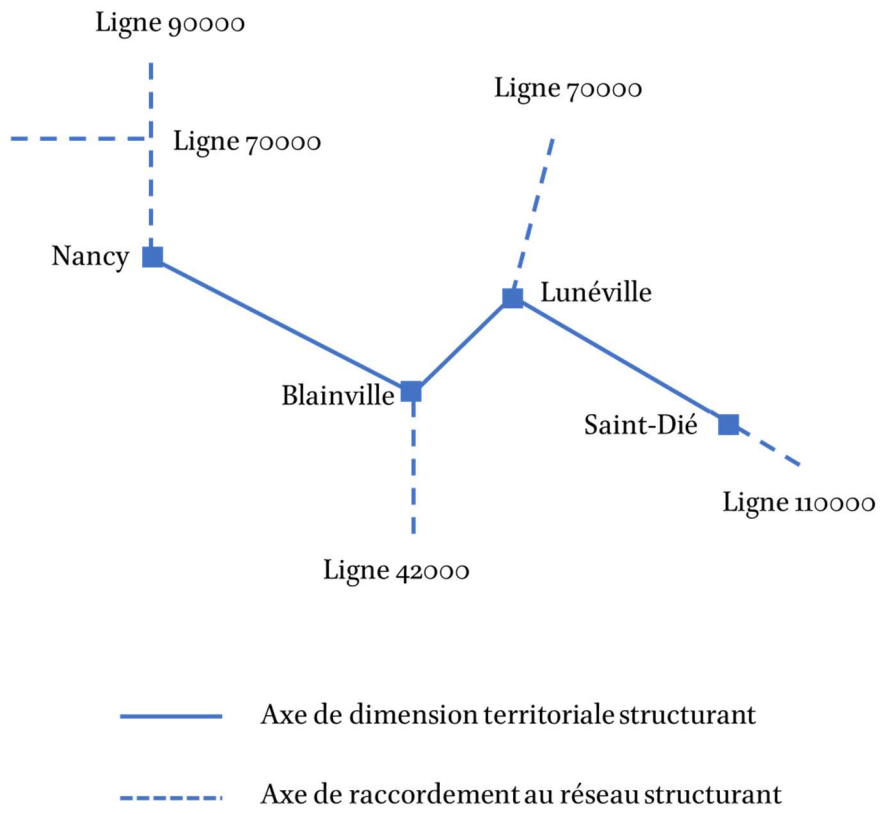 Ligne 90000
Ligne 70000
Ligne 70000
Nancy
Lunéville
Blainville
Saint-Dié
Ligne 110000
Ligne 42000
Axe de dimension territoriale structurant
Axe de raccordement au réseau structurant